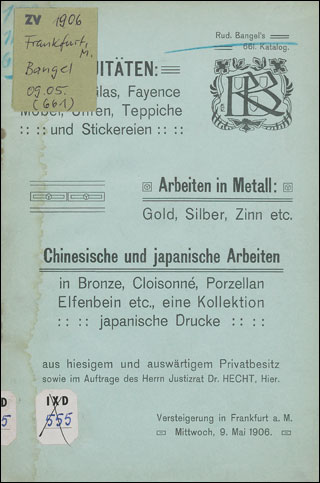 ZV 1906
Frankfurt,
M.
Bangel
09.05.
(661)
Rud. Bangel's
661. Katalog.
RB
UITÄTEN:
Glas, Fayence
Möbel, Uhren, Teppiche
:: :: und Stickereien :: ::
Arbeiten in Metall:
Gold, Silber, Zinn etc.
Chinesische und japanische Arbeiten
in Bronze, Cloisonné, Porzellan
Elfenbein etc., eine Kollektion
:: :: japanische Drucke :: ::
aus hiesigem und auswärtigem Privatbesitz
sowie im Auftrage des Herrn Justizrat Dr. HECHT, Hier.
5
D
555
Versteigerung in Frankfurt a. M.
Mittwoch, 9. Mai 1906.